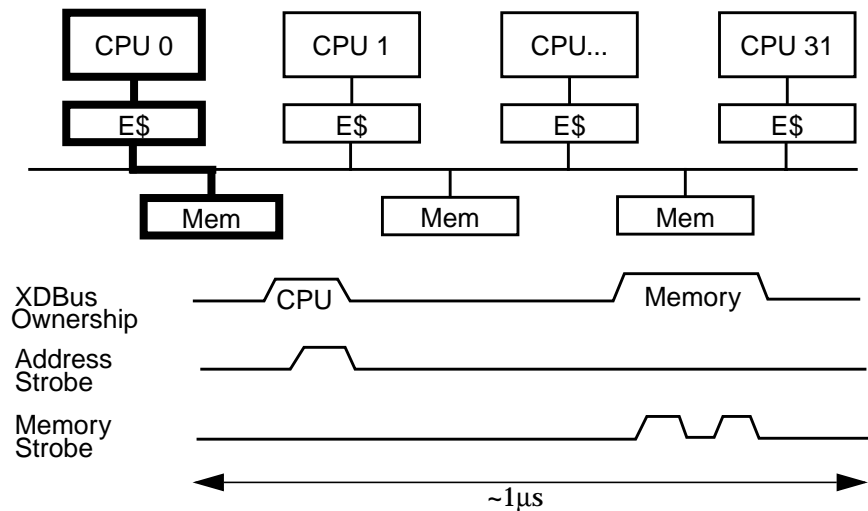 CPU 0
CPU 1
CPU...
CPU 31
E$
E$
E$
E$
Mem
Mem
Mem
XDBus
Ownership
CPU
Memory
Address
Strobe
Memory
Strobe
~1μs